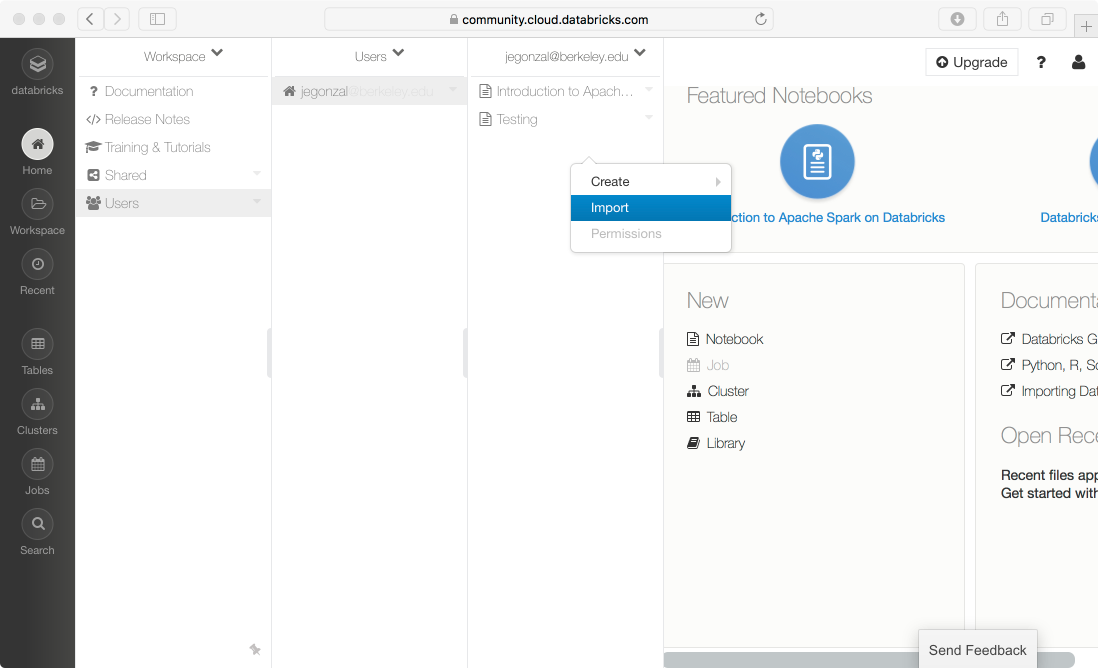 community.cloud.databricks.com
databricks
Home
Workspace
Recent
Tables
Clusters
Jobs
Search
Workspace
? Documentation
</> Release Notes
Training & Tutorials
Shared
Users
Users
jegonzal@berkeley.edu
jegonzal@berkeley.edu
Introduction to Apach...
Testing
Create
Import
Permissions
Upgrade
?
Featured Notebooks
ction to Apache Spark on Databricks
Databricks
New
Notebook
Job
Cluster
Table
Library
Documenta
Databricks G
Python, R, Sc
Importing Dat
Open Rece
Recent files app
Get started with
Send Feedback